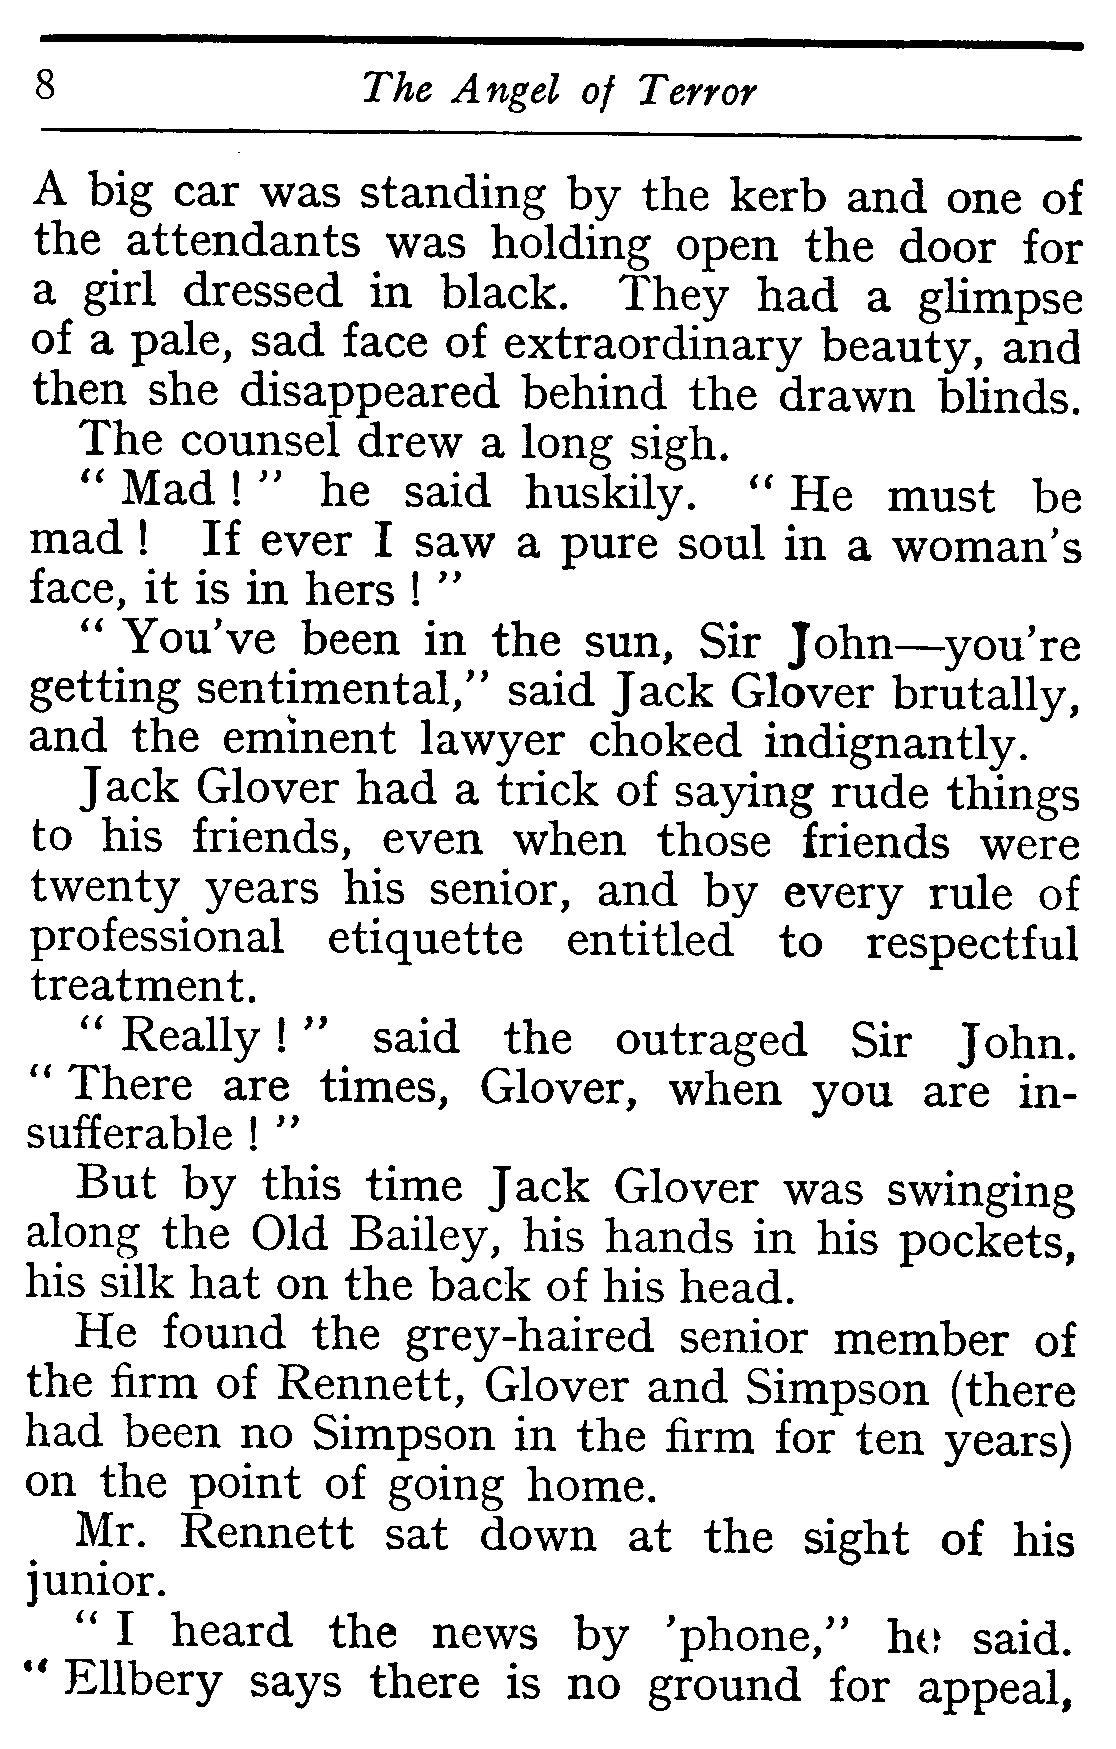 8 The Angel of Terror
A big car was standing by the kerb and one of
the attendants was holding open the door for
a girl dressed in black. They had a glimpse
of a pale, sad face of extraordinary beauty, and
then she disappeared behind the drawn blinds.
The counsel drew a long sigh.
“ Mad ! ” he said huskily. “ He must be
mad ! If ever I saw a pure soul in a woman's
face, it is in hers ! ”
“ You've been in the sun, Sir John—you're
getting sentimental,” said Jack Glover brutally,
and the eminent lawyer choked indignantly.
Jack Glover had a trick of saying rude things
to his friends, even when those friends were
twenty years his senior, and by every rule of
professional etiquette entitled to respectful
treatment.
“ Really ! ” said the outraged Sir John.
“ There are times, Glover, when you are in-
sufferable ! ”
But by this time Jack Glover was swinging
along the Old Bailey, his hands in his pockets,
his silk hat on the back of his head.
He found the grey-haired senior member of
the firm of Rennett, Glover and Simpson (there
had been no Simpson in the firm for ten years)
on the point of going home.
Mr. Rennett sat down at the sight of his
junior.
“ I heard the news by 'phone,” he said.
“ Ellbery says there is no ground for appeal,